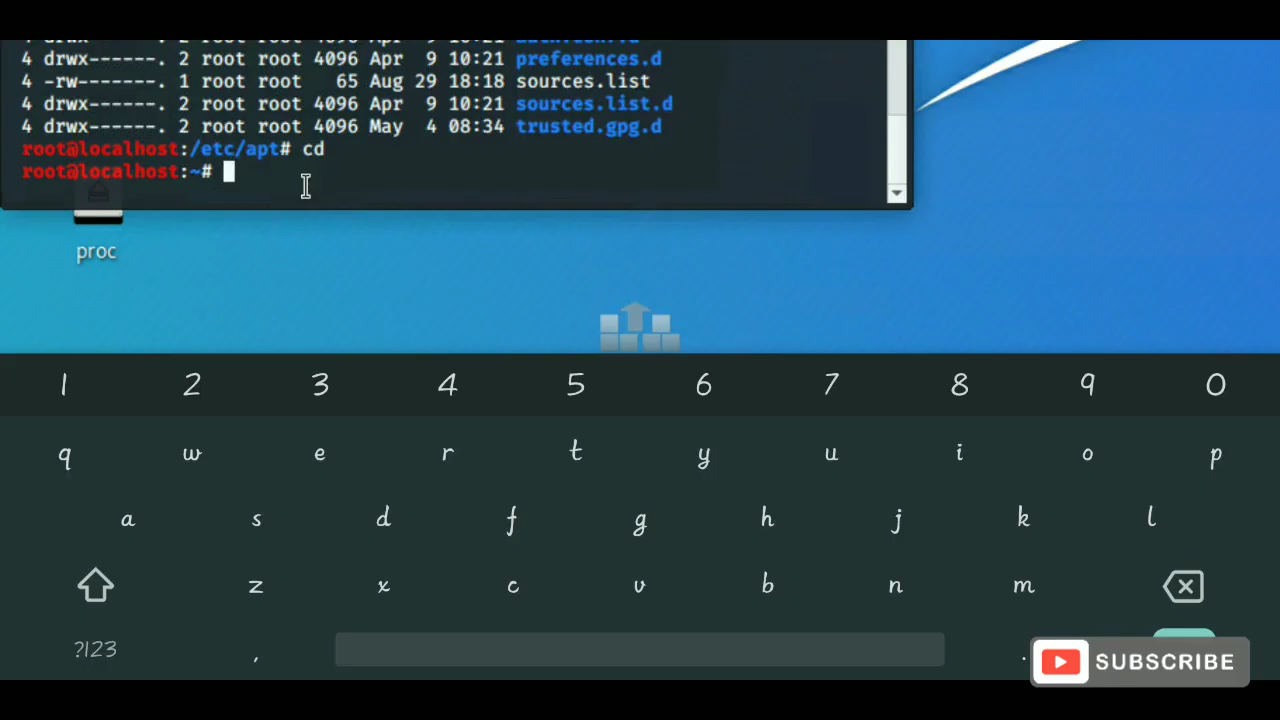 4 drwx------. 2 root root 4096 Apr  9 10:21 preferences.d
4 -rw-------. 1 root root   65 Aug 29 18:18 sources.list
4 drwx------. 2 root root 4096 Apr  9 10:21 sources.list.d
4 drwx------. 2 root root 4096 May  4 08:34 trusted.gpg.d
root@localhost:/etc/apt# cd
root@localhost:~#
proc
1 2 3 4 5 6 7 8 9 0
q w e r t y u i o p
a s d f g h j k l
z x c v b n m
?123 , .
SUBSCRIBE